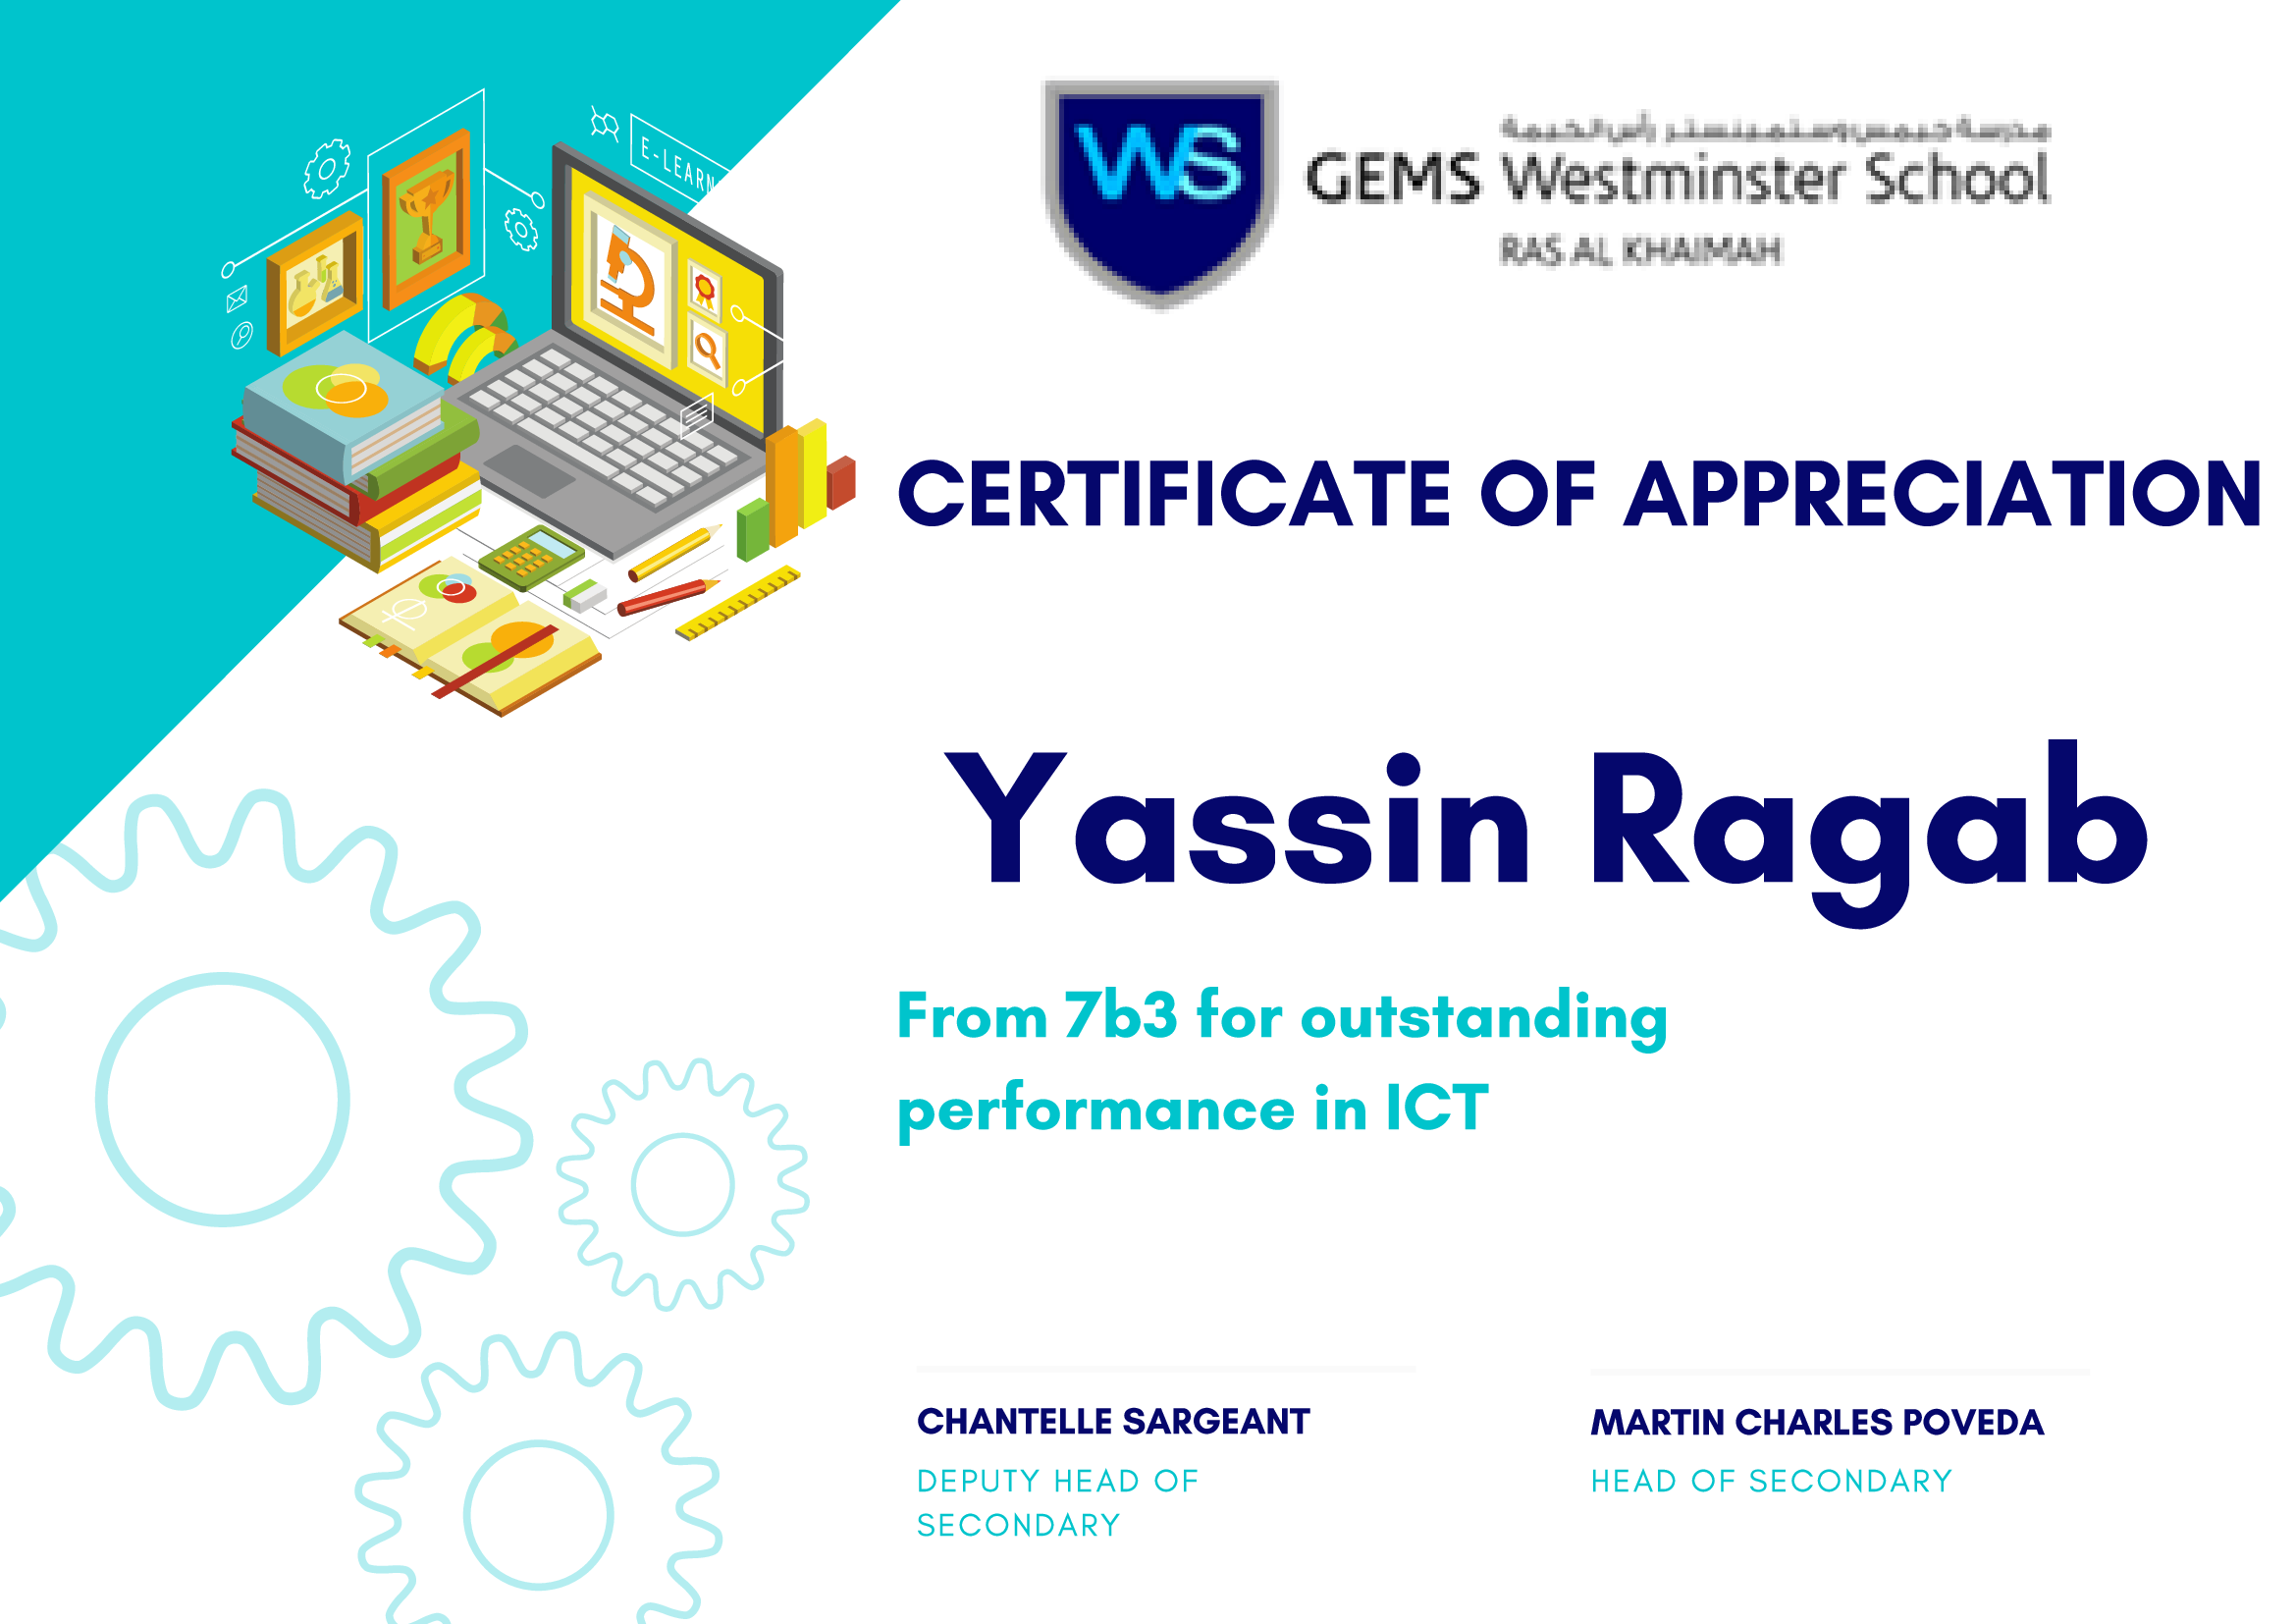 E-LEARN
WS
مدرسة جيمس وستمينستر رأس الخيمة
GEMS Westminster School
RAS AL KHAIMAH
CERTIFICATE OF APPRECIATION
Yassin Ragab
From 7b3 for outstanding
performance in ICT
CHANTELLE SARGEANT
DEPUTY HEAD OF
SECONDARY
MARTIN CHARLES POVEDA
HEAD OF SECONDARY